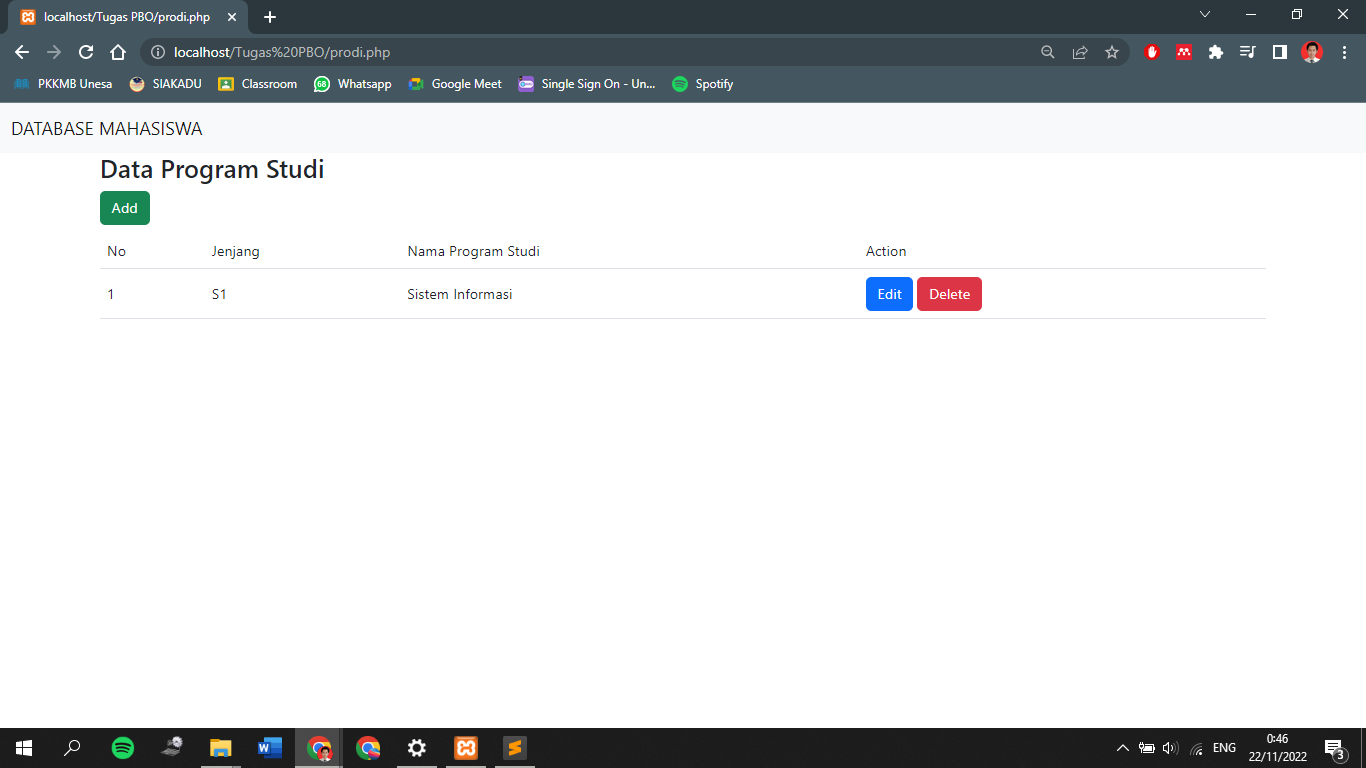 localhost/Tugas PBO/prodi.php
localhost/Tugas%20PBO/prodi.php
PKKMB Unesa SIAKADU Classroom 68 Whatsapp Google Meet Single Sign On - Un... Spotify
DATABASE MAHASISWA
Data Program Studi
Add
No Jenjang Nama Program Studi Action
1 S1 Sistem Informasi Edit Delete
ENG 0:46
22/11/2022 3